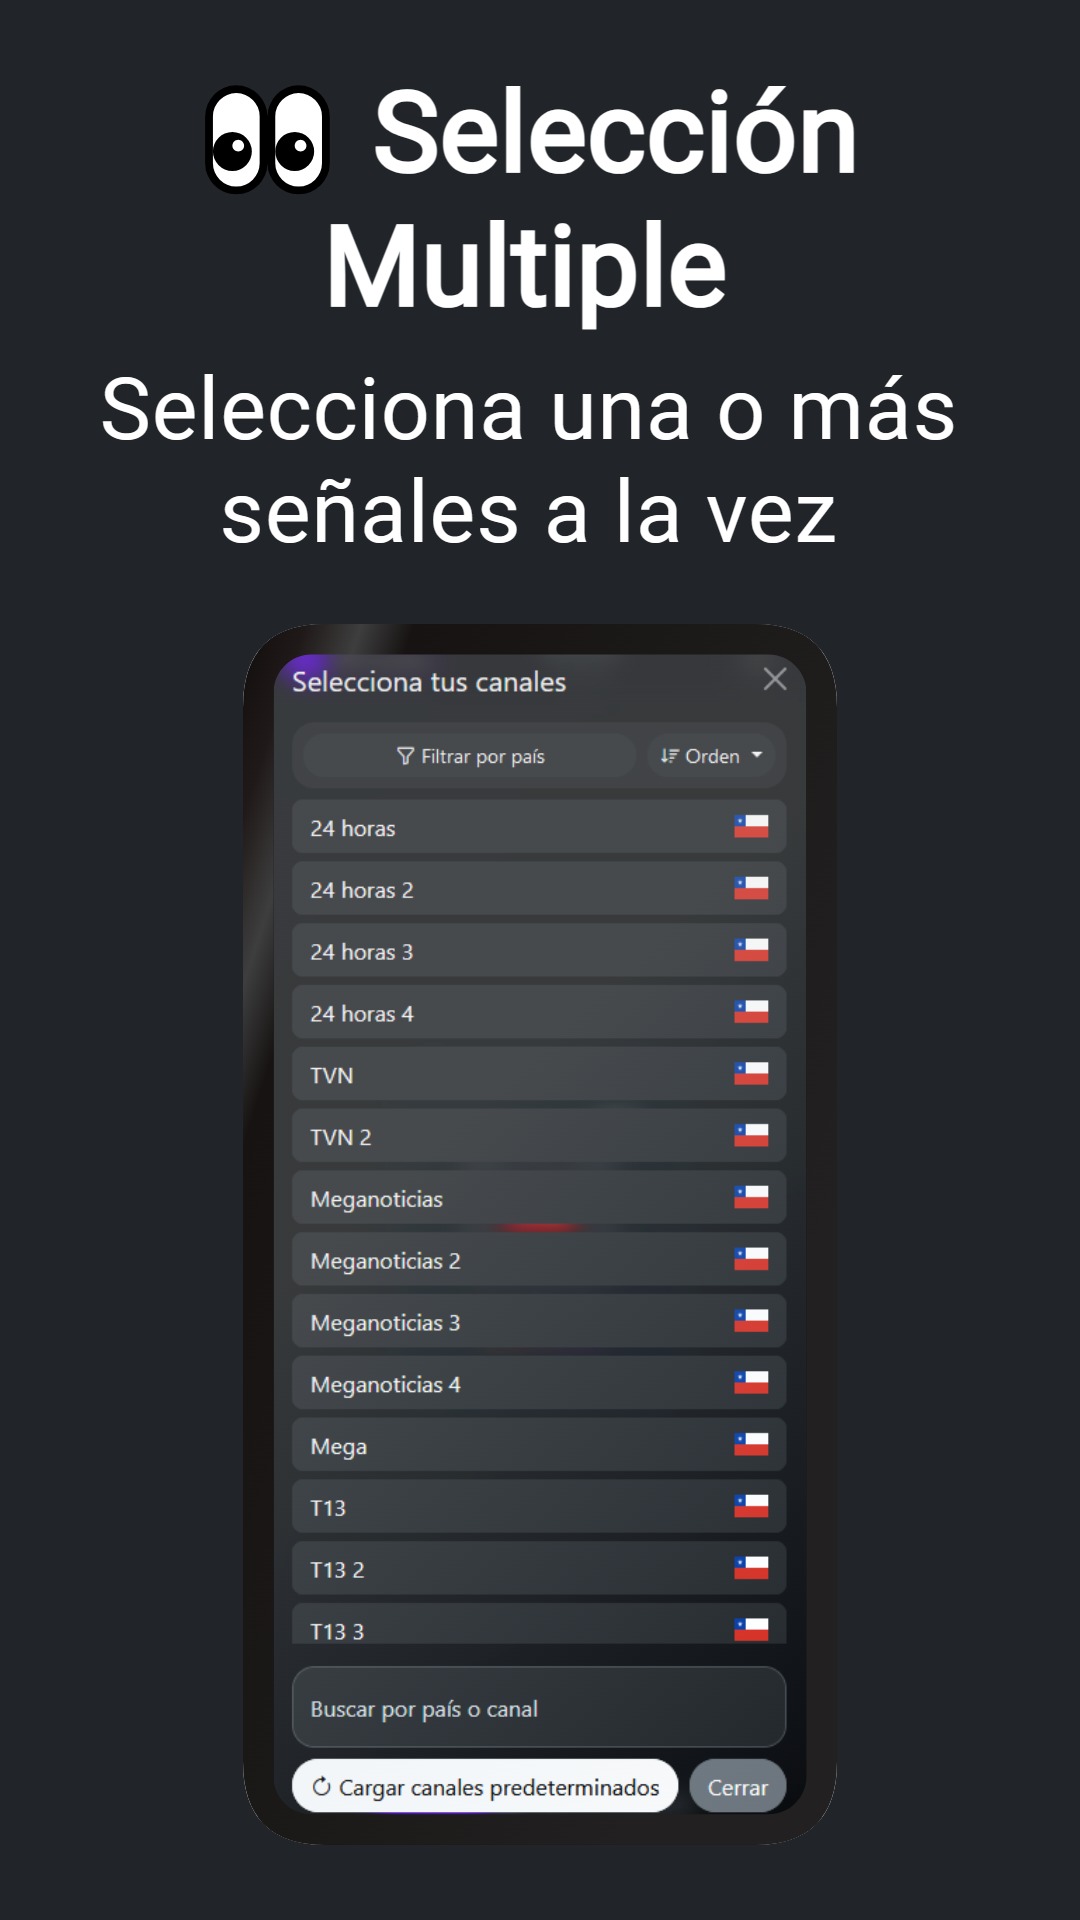 👀 Selección
Multiple
Selecciona una o más
señales a la vez
Selecciona tus canales
Filtrar por país
Orden
24 horas
24 horas 2
24 horas 3
24 horas 4
TVN
TVN 2
Meganoticias
Meganoticias 2
Meganoticias 3
Meganoticias 4
Mega
T13
T13 2
T13 3
Buscar por país o canal
Cargar canales predeterminados
Cerrar